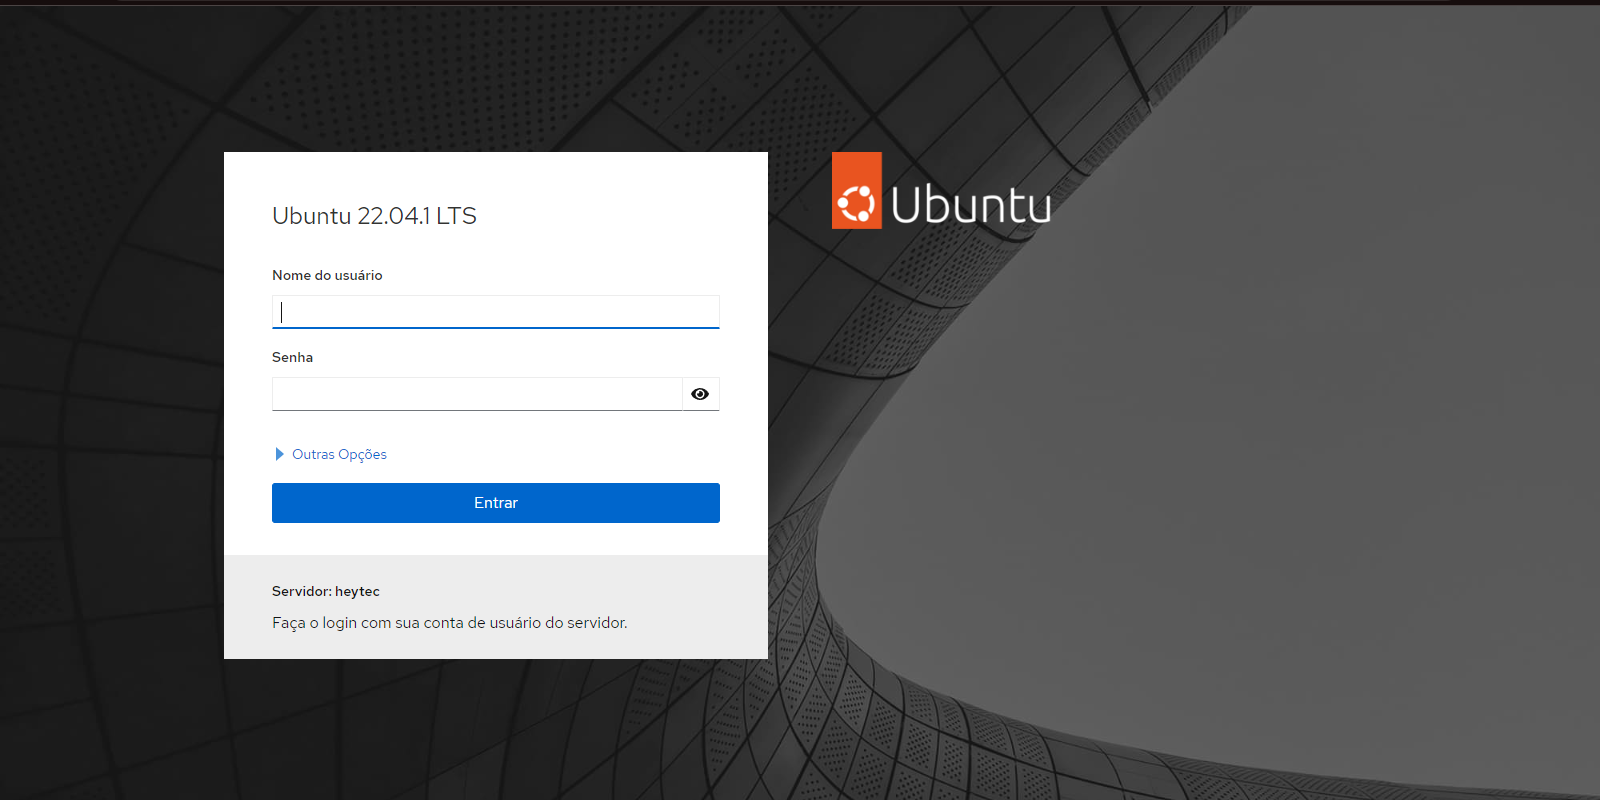 Ubuntu 22.04.1 LTS
Nome do usuário
Senha
Outras Opções
Entrar
Servidor: heytec
Faça o login com sua conta de usuário do servidor.
Ubuntu